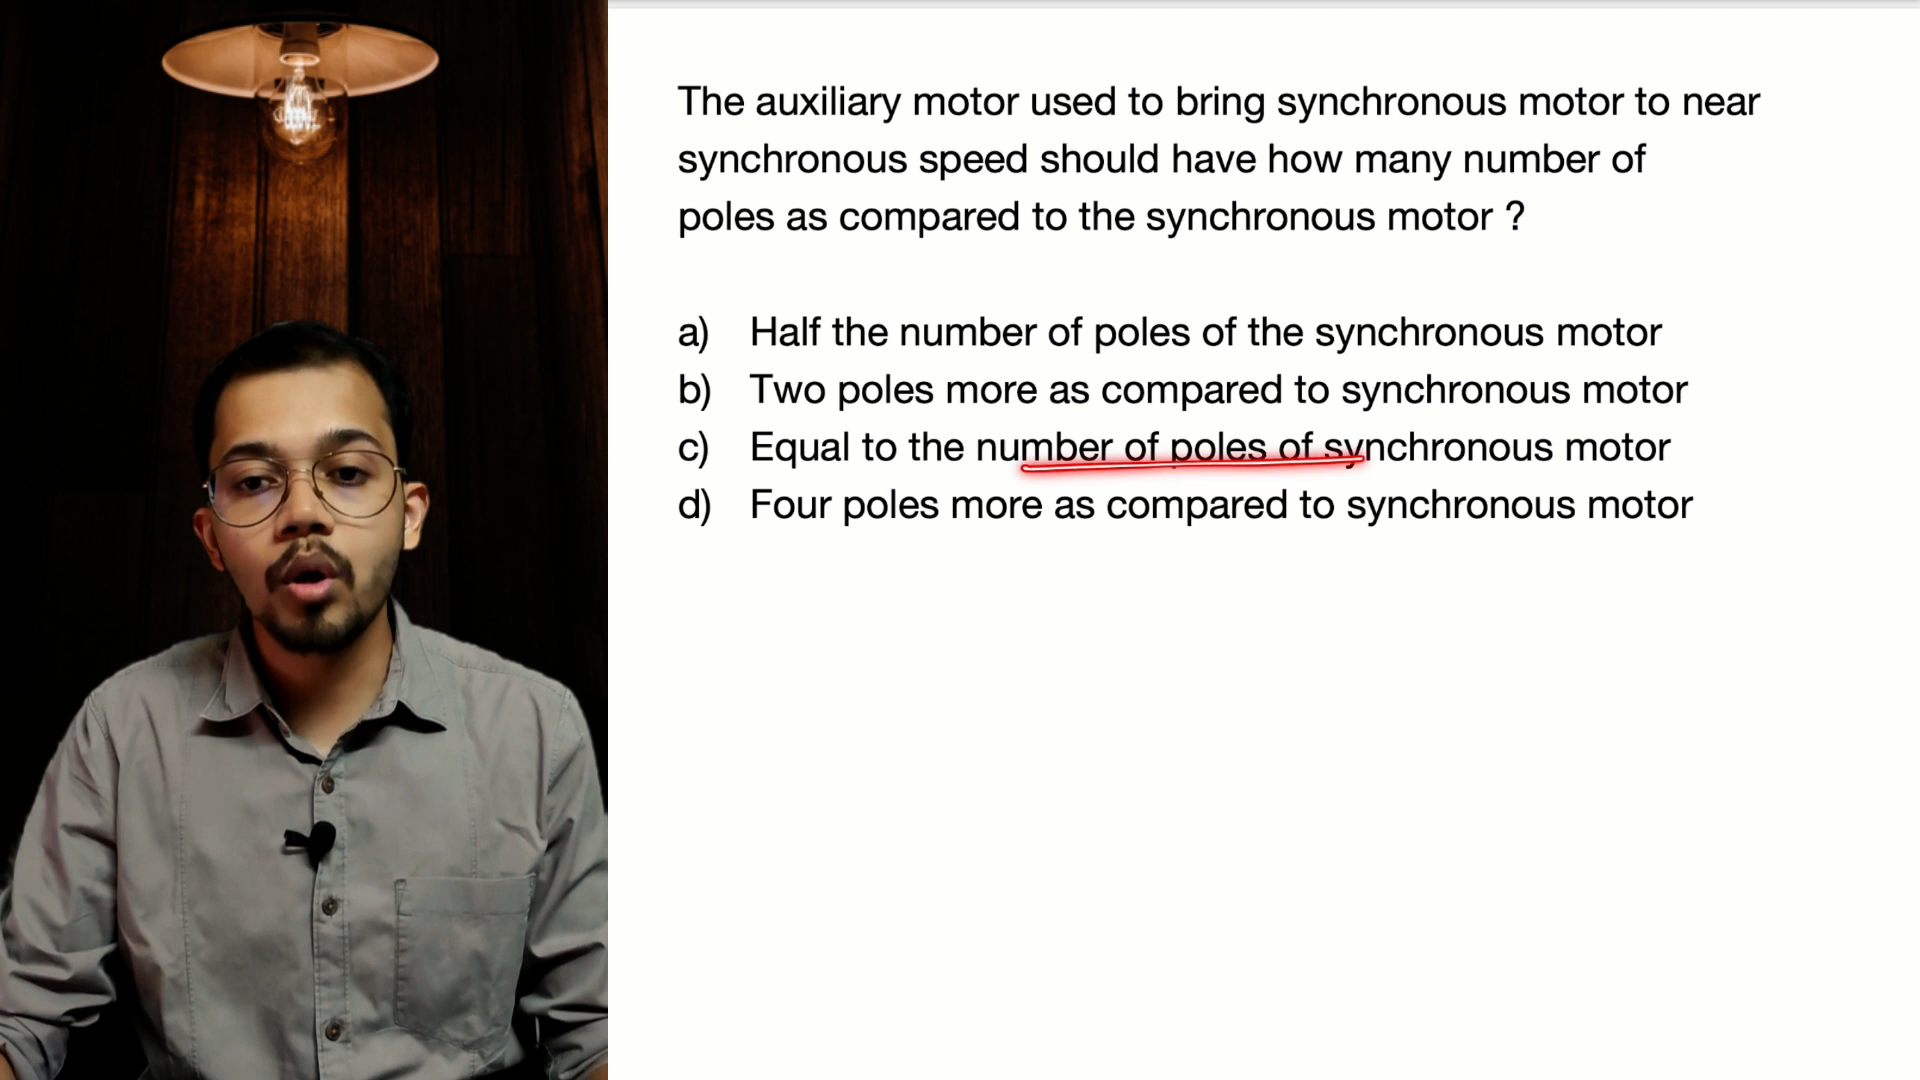 The auxiliary motor used to bring synchronous motor to near
synchronous speed should have how many number of
poles as compared to the synchronous motor ?
a) Half the number of poles of the synchronous motor
b) Two poles more as compared to synchronous motor
c) Equal to the number of poles of synchronous motor
d) Four poles more as compared to synchronous motor